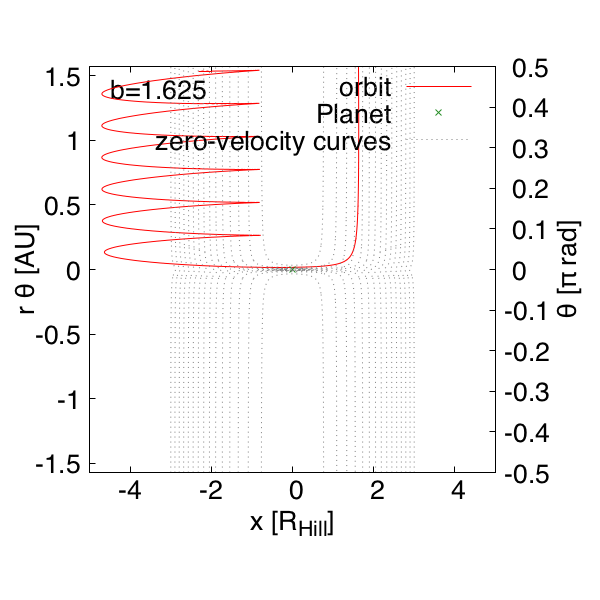 b=1.625
orbit
Planet
zero-velocity curves
1.5
1
0.5
0
-0.5
-1
-1.5
r θ [AU]
0.5
0.4
0.3
0.2
0.1
0
-0.1
-0.2
-0.3
-0.4
-0.5
θ [π rad]
-4 -2 0 2 4
x [R_Hill]